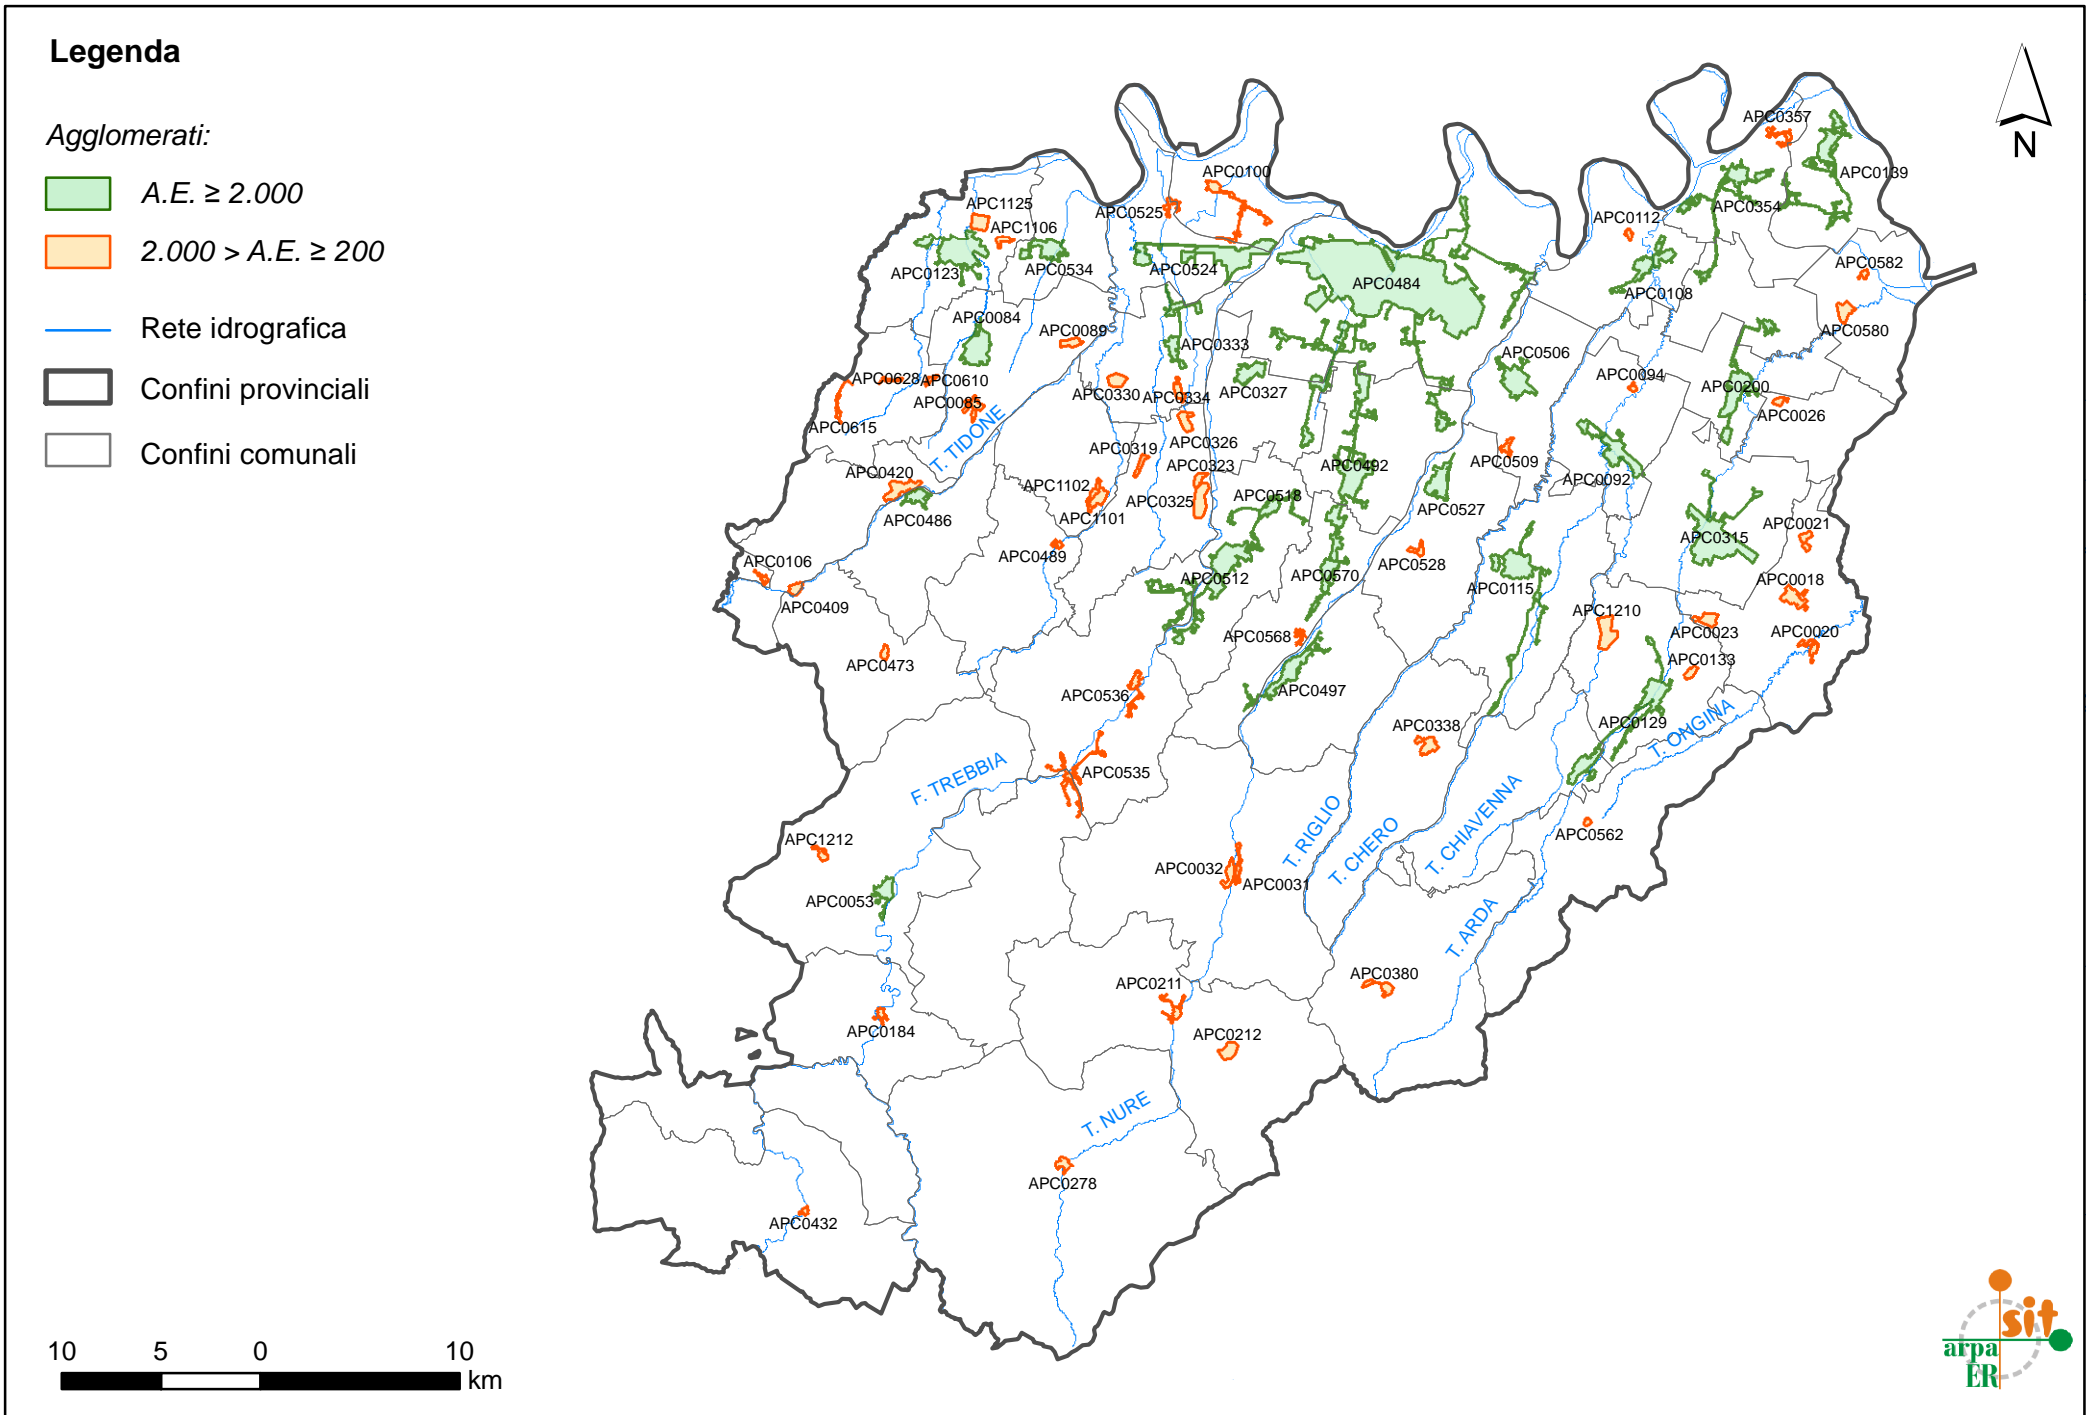 Legenda
Agglomerati:
A.E. ≥ 2.000
2.000 > A.E. ≥ 200
Rete idrografica
Confini provinciali
Confini comunali
N
APC0357
APC0139
APC0354
APC0100
APC0525
APC0112
APC1125
APC1106
APC0123
APC0534
APC0524
APC0484
APC0582
APC0108
APC0580
APC0084
APC0089
APC0333
APC0506
APC0628
APC0610
APC0330
APC0334
APC0327
APC0094
APC0200
APC0026
APC0085
APC0615
T. TIDONE
APC0319
APC0326
APC0323
APC0492
APC0509
APC0420
APC1102
APC0325
APC0518
APC0092
APC0486
APC1101
APC0527
APC0021
APC0315
APC0489
APC0528
APC0106
APC0512
APC0570
APC0115
APC0018
APC0409
APC1210
APC0023
APC0020
APC0568
APC0473
APC0133
APC0536
APC0497
APC0338
APC0129
T. ONGINA
F. TREBBIA
APC0535
T. RIGLIO
T. CHERO
T. CHIAVENNA
APC0562
APC1212
APC0032
APC0031
APC0053
T. ARDA
APC0380
APC0211
APC0184
APC0212
T. NURE
APC0278
APC0432
10 5 0 10
km
sit
arpa
ER